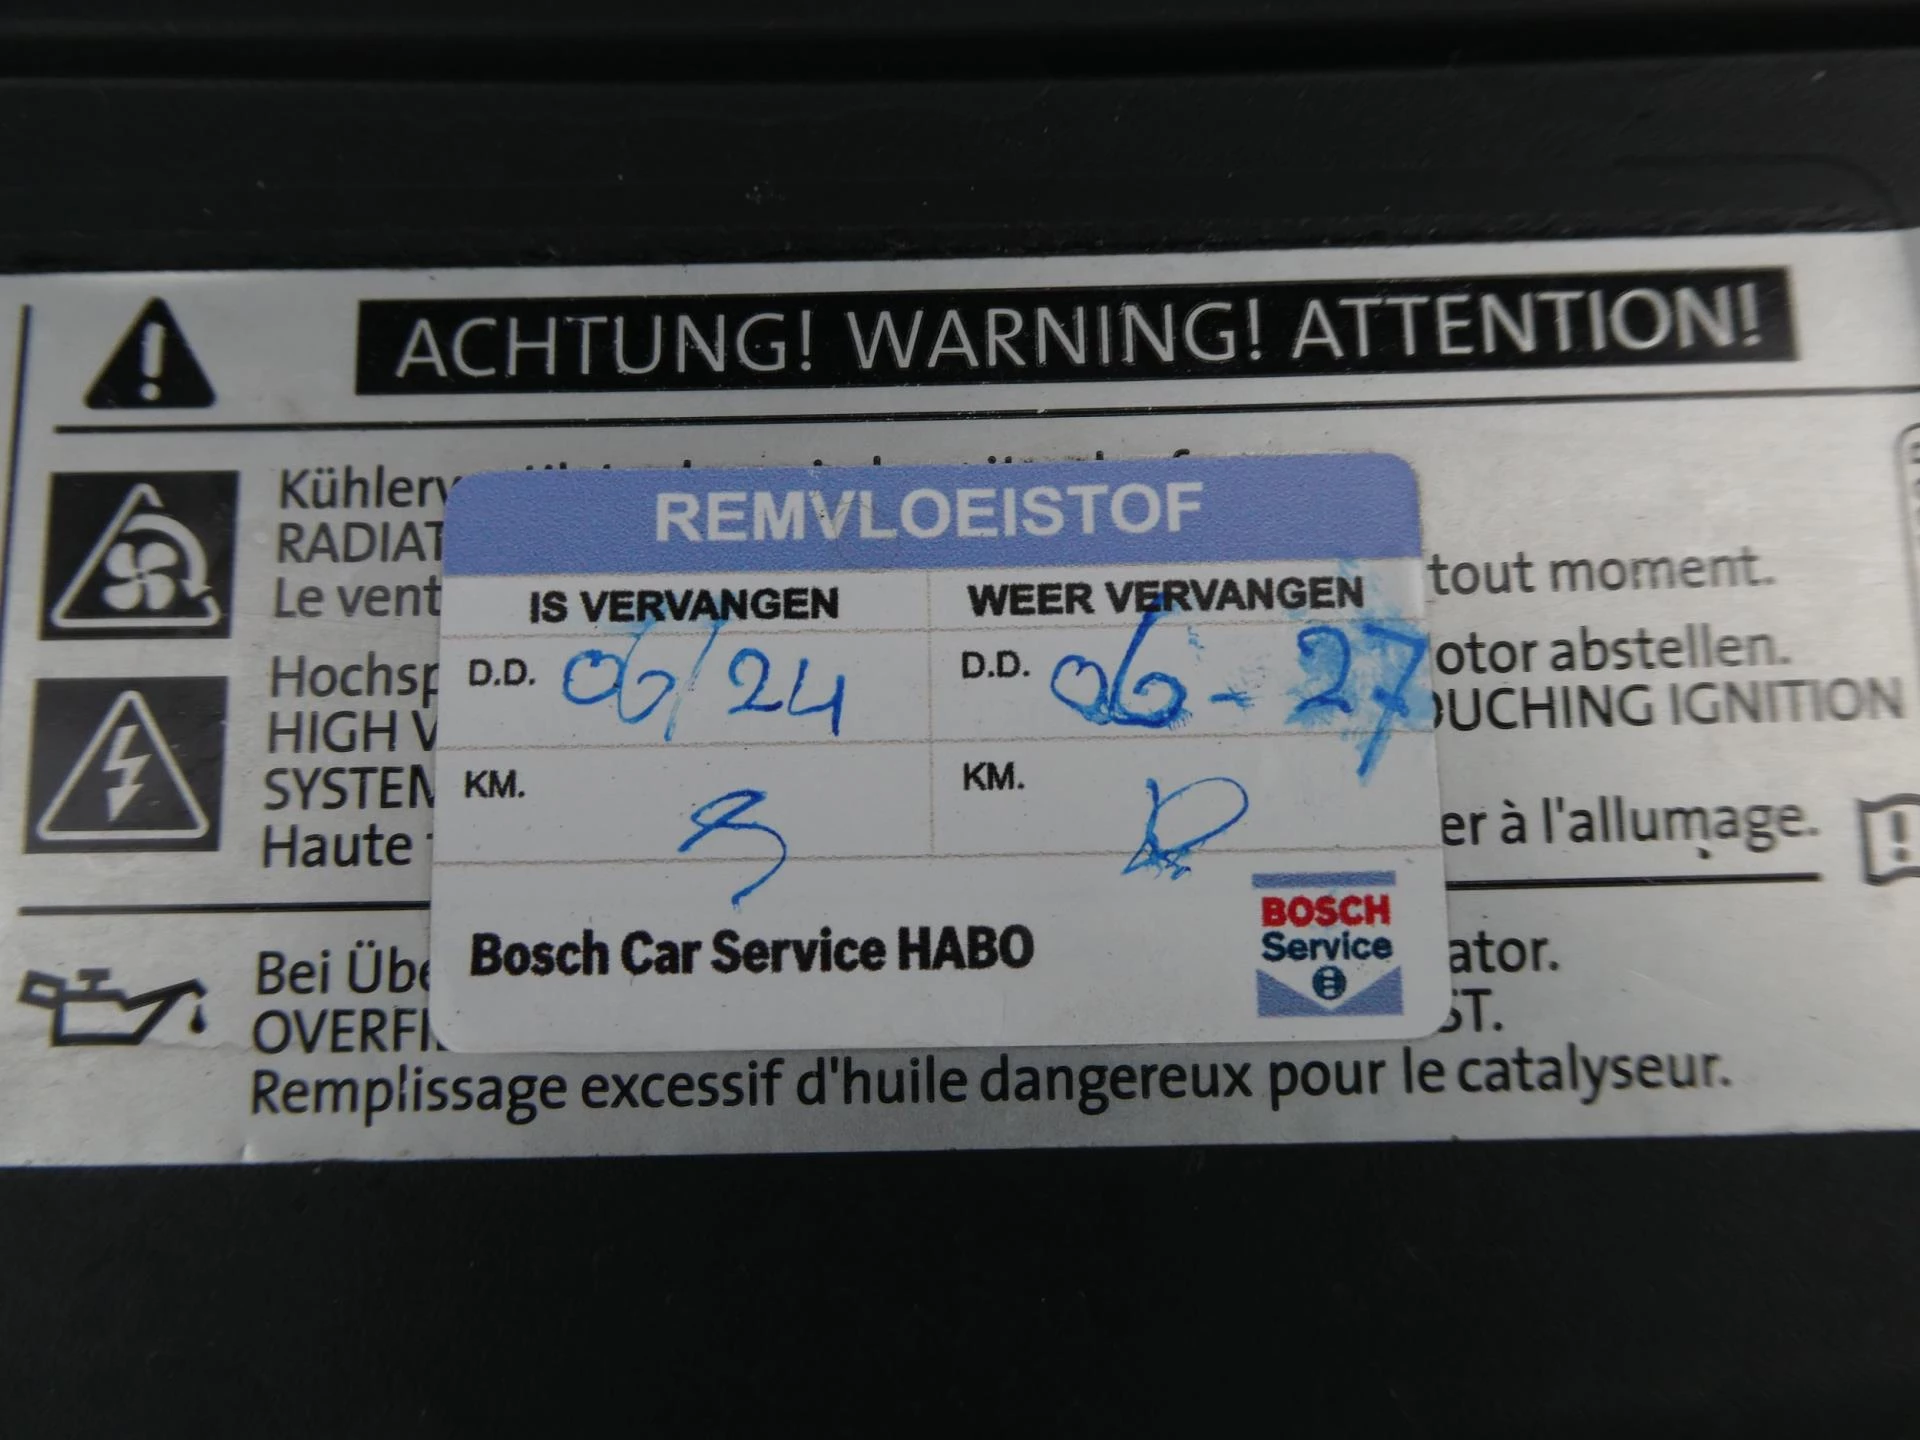 ACHTUNG! WARNING! ATTENTION!
Kühlerv
RADIAT
Le vent tout moment.
Hochsp otor abstellen.
HIGH V OUCHING IGNITION
SYSTEM
Haute er à l'allumage.
REMVLOEISTOF
IS VERVANGEN WEER VERVANGEN
D.D. 06/24 D.D. 06-27
KM. KM.
Bosch Car Service HABO
BOSCH
Service
Bei Übe ator.
OVERFI ST.
Remplissage excessif d'huile dangereux pour le catalyseur.